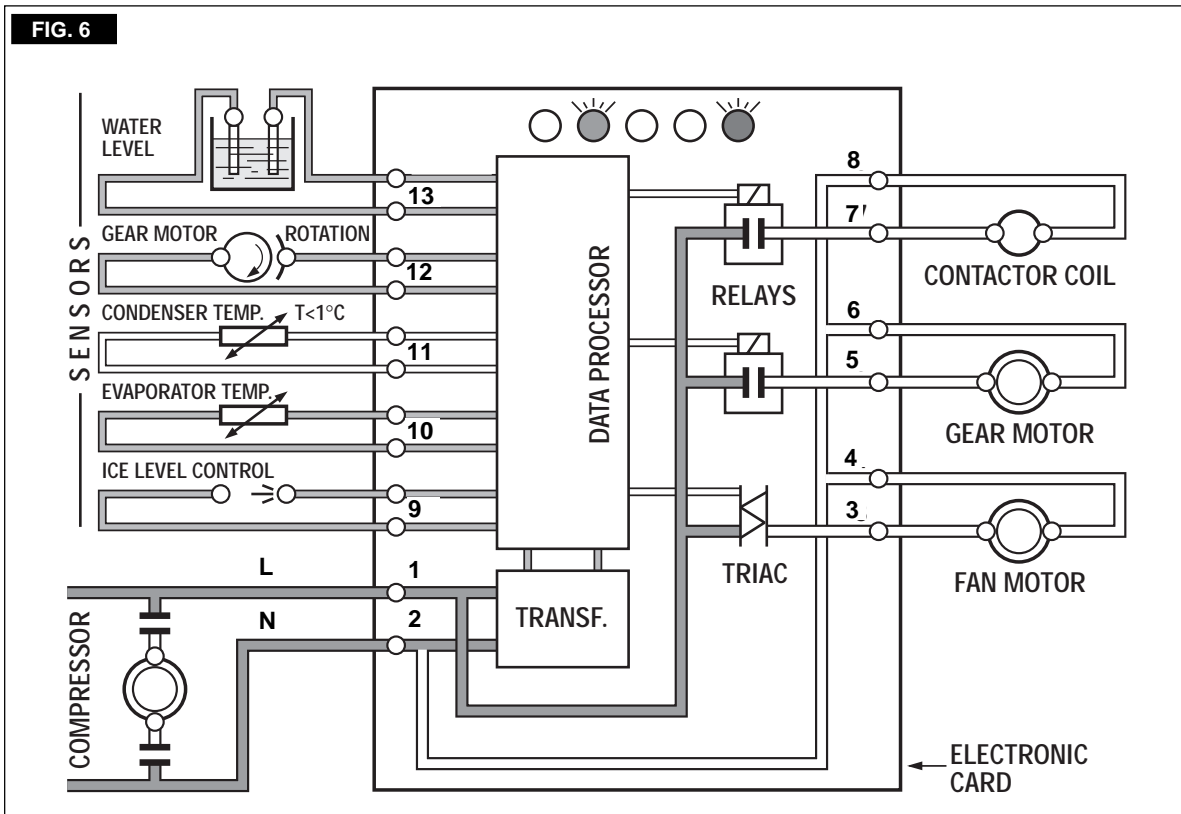 FIG. 6
WATER
LEVEL
13
GEAR MOTOR ROTATION
12
CONDENSER TEMP. T<1°C
11
EVAPORATOR TEMP.
10
ICE LEVEL CONTROL
9
SENSORS
L
1
N
2
COMPRESSOR
DATA PROCESSOR
TRANSF.
RELAYS
TRIAC
8
7
CONTACTOR COIL
6
5
GEAR MOTOR
4
3
FAN MOTOR
ELECTRONIC
CARD